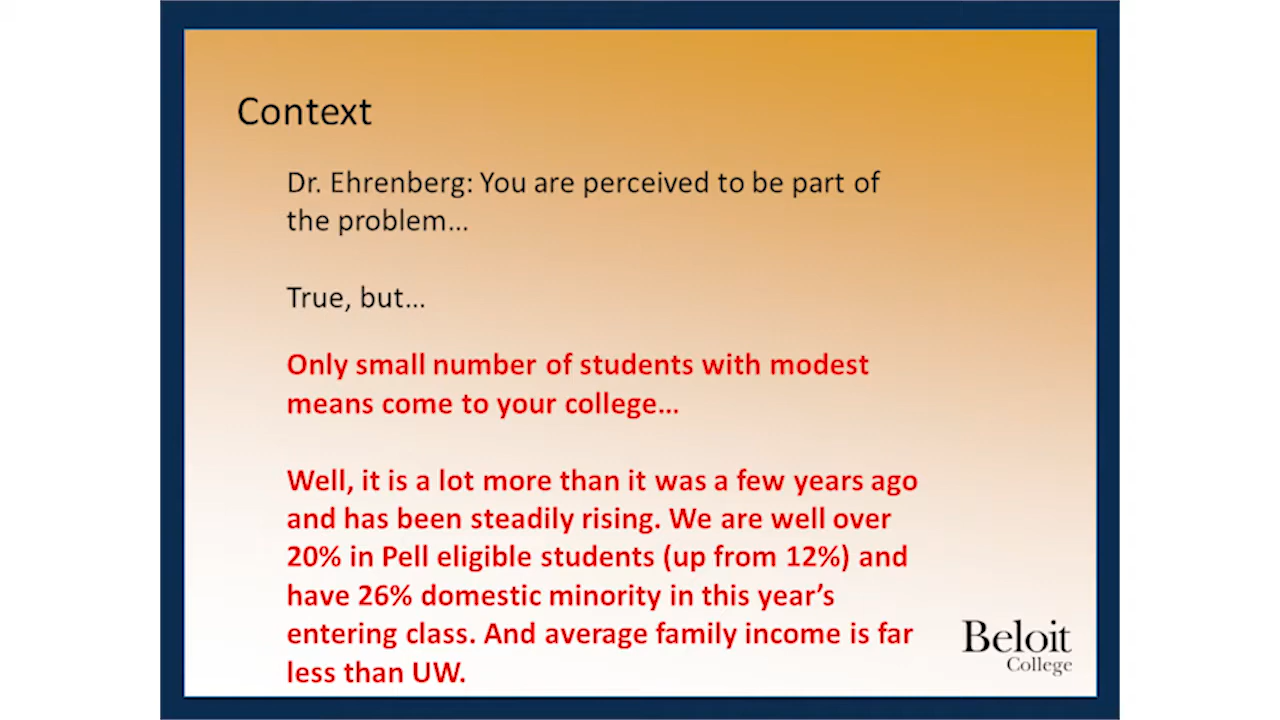 Context
Dr. Ehrenberg: You are perceived to be part of
the problem...
True, but...
Only small number of students with modest
means come to your college...
Well, it is a lot more than it was a few years ago
and has been steadily rising. We are well over
20% in Pell eligible students (up from 12%) and
have 26% domestic minority in this year's
entering class. And average family income is far
less than UW.
Beloit
College